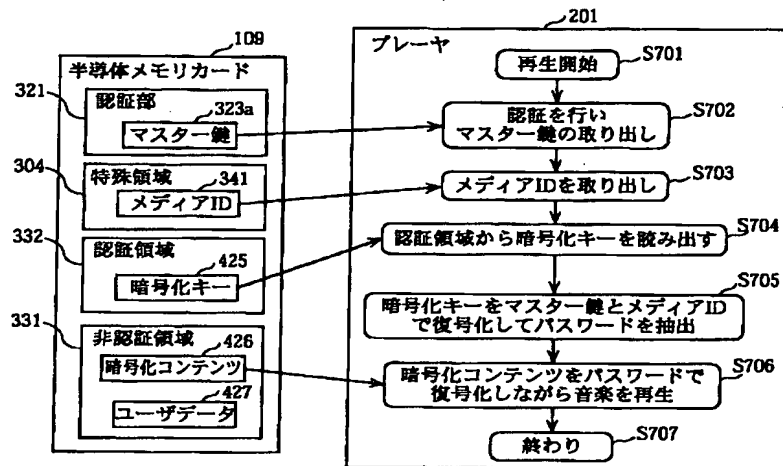 109
半導体メモリカード
321
認証部
323a
マスター鍵
304
特殊領域
341
メディアID
332
認証領域
425
暗号化キー
331
非認証領域
426
暗号化コンテンツ
427
ユーザデータ
201
プレーヤ
再生開始
S701
認証を行い
マスター鍵の取り出し
S702
メディアIDを取り出し
S703
認証領域から暗号化キーを読み出す
S704
暗号化キーをマスター鍵とメディアID
で復号化してパスワードを抽出
S705
暗号化コンテンツをパスワードで
復号化しながら音楽を再生
S706
終わり
S707